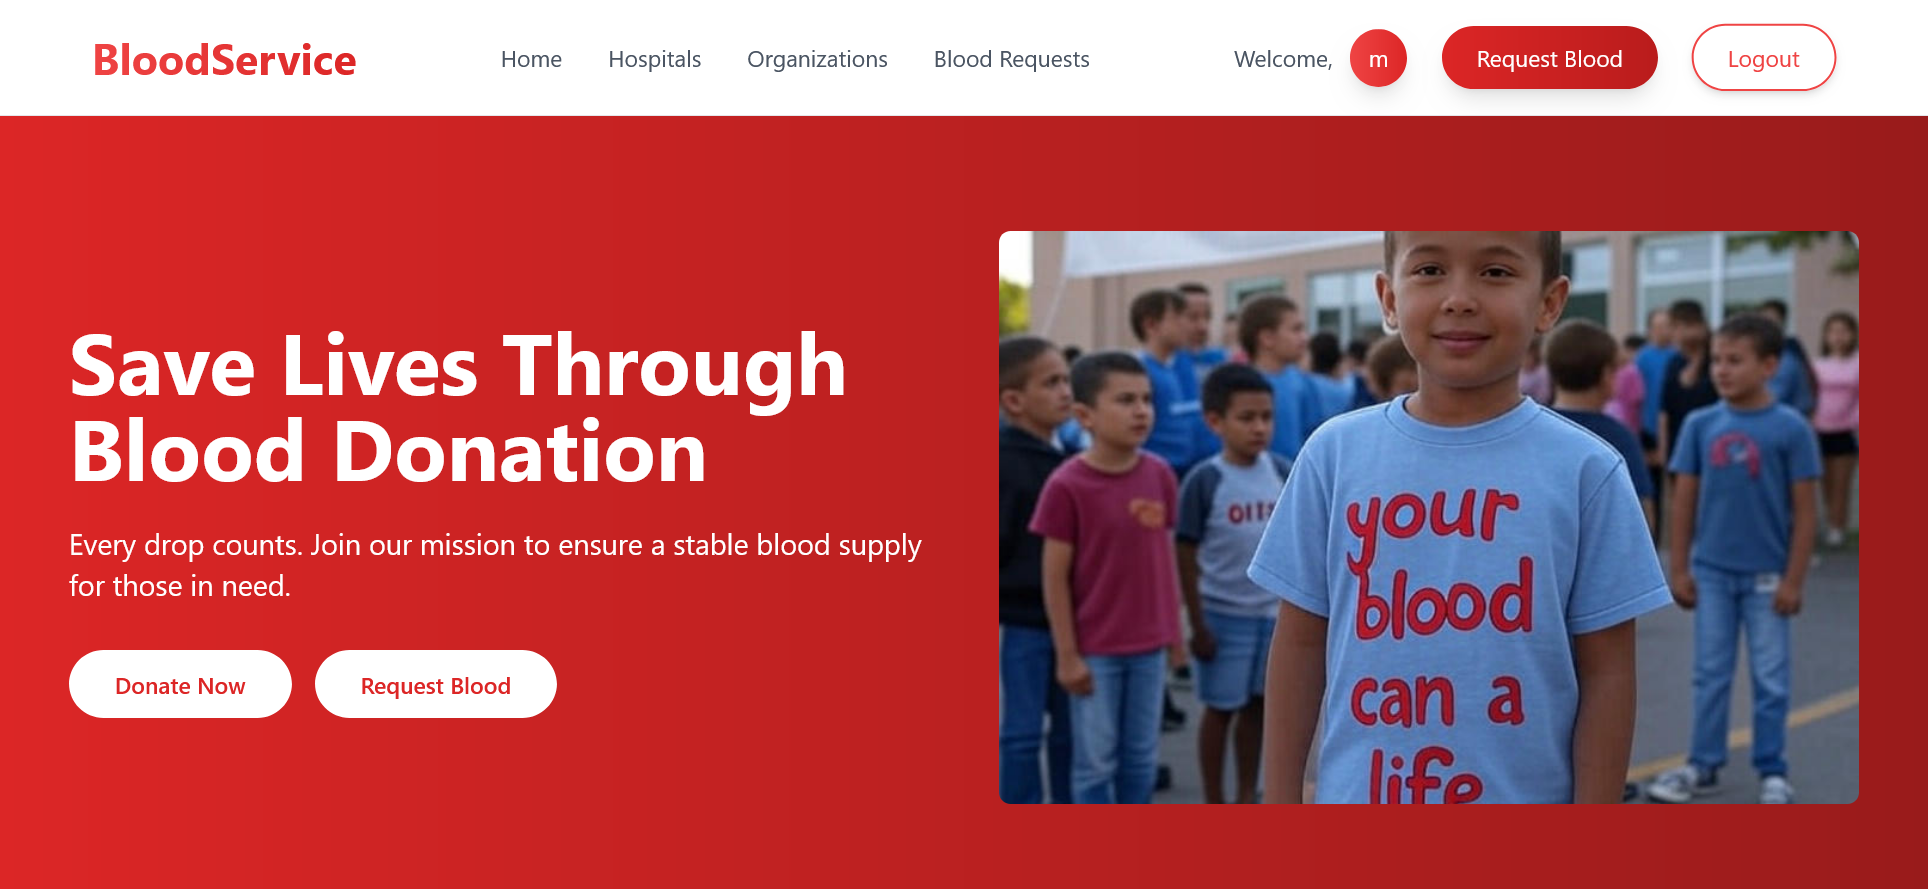 BloodService
Home
Hospitals
Organizations
Blood Requests
Welcome,
m
Request Blood
Logout
Save Lives Through
Blood Donation
Every drop counts. Join our mission to ensure a stable blood supply
for those in need.
Donate Now
Request Blood
your
blood
can a
life